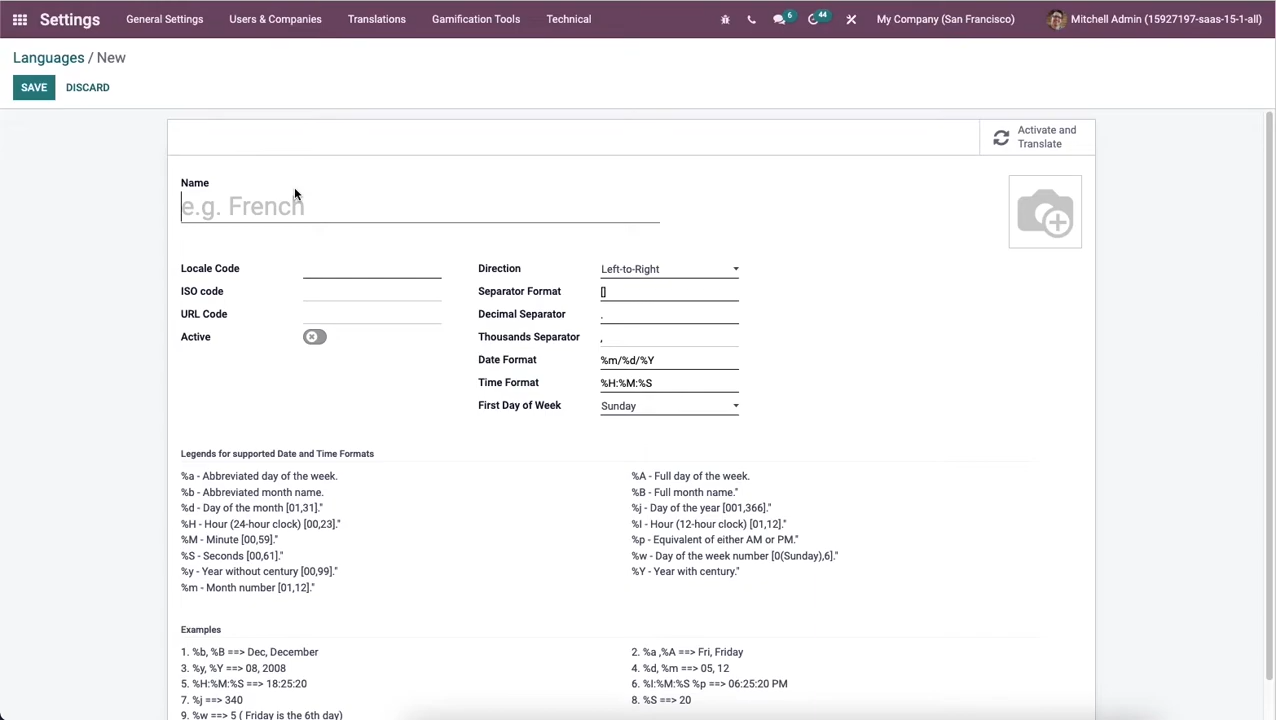 Settings General Settings Users & Companies Translations Gamification Tools Technical 6 44 My Company (San Francisco) Mitchell Admin (15927197-saas-15-1-all)
Languages / New
SAVE DISCARD
Activate and
Translate
Name
e.g. French
Locale Code
ISO code
URL Code
Active
Direction Left-to-Right
Separator Format []
Decimal Separator .
Thousands Separator ,
Date Format %m/%d/%Y
Time Format %H:%M:%S
First Day of Week Sunday
Legends for supported Date and Time Formats
%a - Abbreviated day of the week.
%b - Abbreviated month name.
%d - Day of the month [01,31]."
%H - Hour (24-hour clock) [00,23]."
%M - Minute [00,59]."
%S - Seconds [00,61]."
%y - Year without century [00,99]."
%m - Month number [01,12]."
%A - Full day of the week.
%B - Full month name."
%j - Day of the year [001,366]."
%I - Hour (12-hour clock) [01,12]."
%p - Equivalent of either AM or PM."
%w - Day of the week number [0(Sunday),6]."
%Y - Year with century."
Examples
1. %b, %B ==> Dec, December
3. %y, %Y ==> 08, 2008
5. %H:%M:%S ==> 18:25:20
7. %j ==> 340
9. %w ==> 5 ( Friday is the 6th day)
2. %a ,%A ==> Fri, Friday
4. %d, %m ==> 05, 12
6. %I:%M:%S %p ==> 06:25:20 PM
8. %S ==> 20